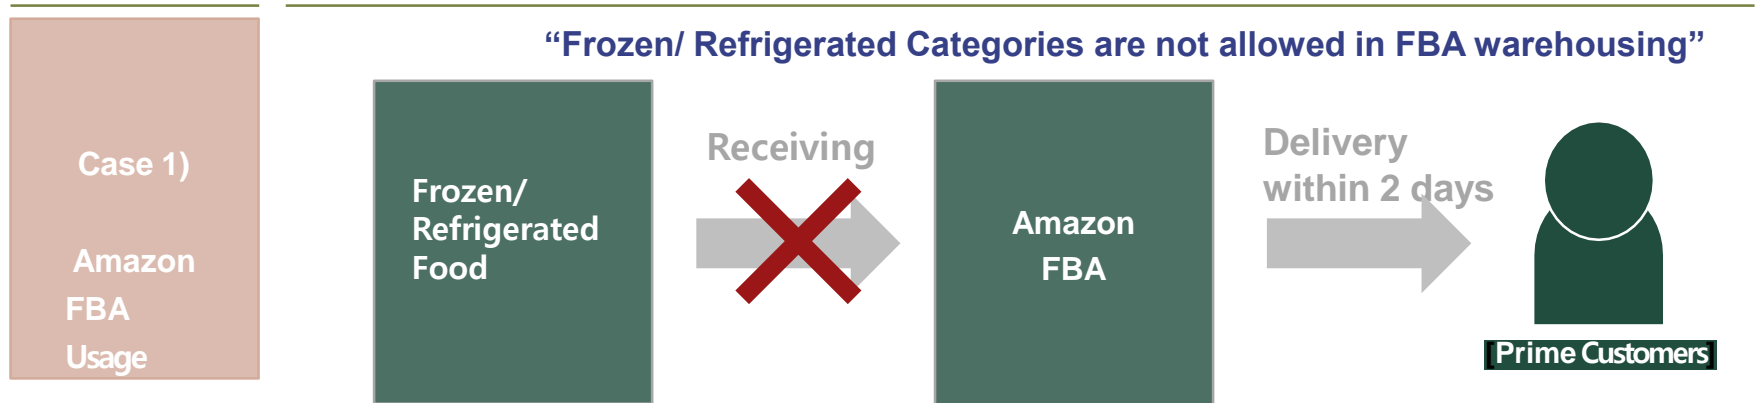 “Frozen/ Refrigerated Categories are not allowed in FBA warehousing”
Case 1)
Amazon
FBA
Usage
Frozen/
Refrigerated
Food
Receiving
Amazon
FBA
Delivery
within 2 days
[Prime Customers]